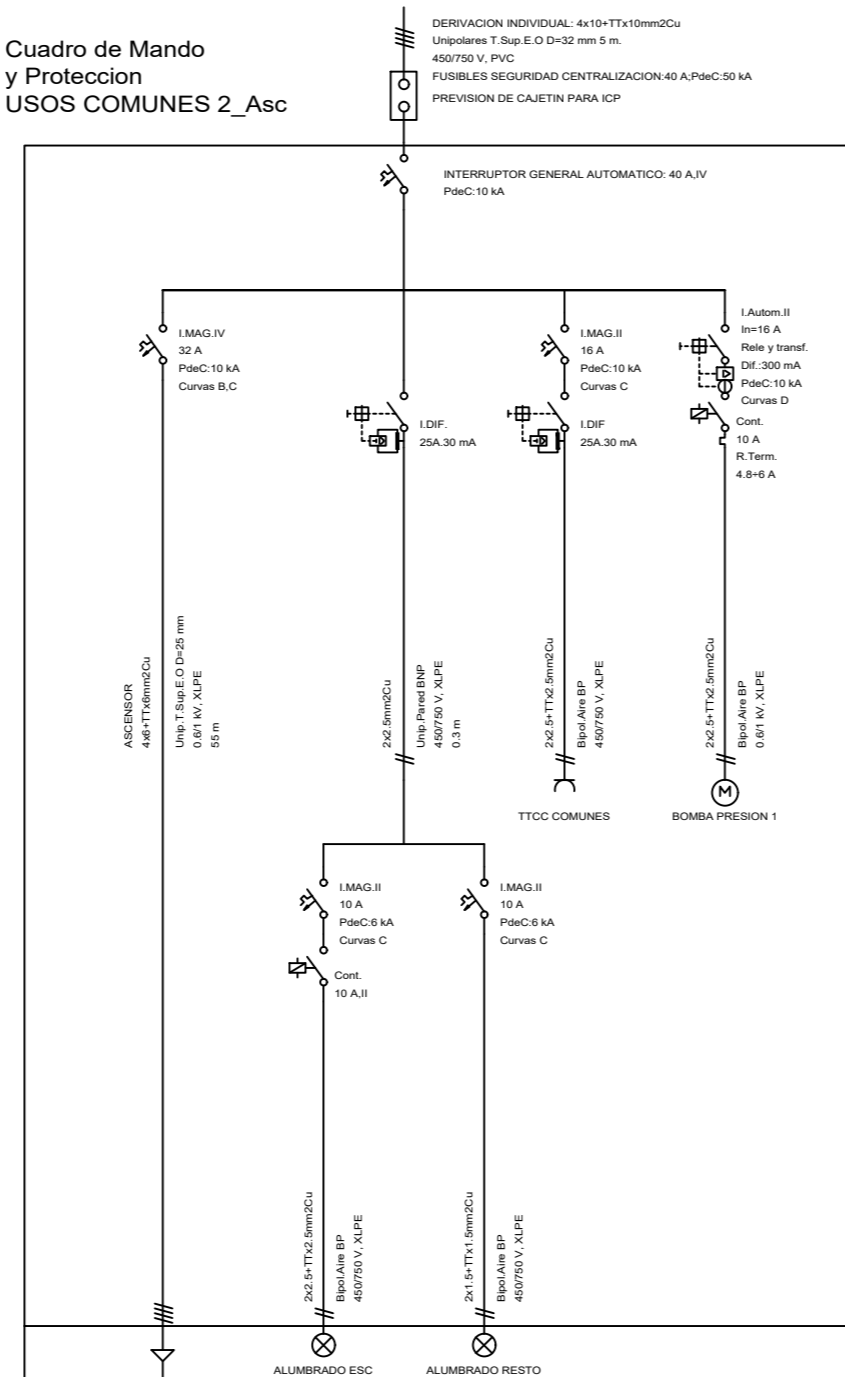 Cuadro de Mando
y Proteccion
USOS COMUNES 2_Asc
DERIVACION INDIVIDUAL: 4x10+TTx10mm2Cu
Unipolares T.Sup.E.O D=32 mm 5 m.
450/750 V, PVC
FUSIBLES SEGURIDAD CENTRALIZACION:40 A;PdeC:50 kA
PREVISION DE CAJETIN PARA ICP
INTERRUPTOR GENERAL AUTOMATICO: 40 A,IV
PdeC:10 kA
I.MAG.IV
32 A
PdeC:10 kA
Curvas B,C
I.DIF.
25A.30 mA
I.MAG.II
16 A
PdeC:10 kA
Curvas C
I.DIF
25A.30 mA
I.Autom.II
In=16 A
Rele y transf.
Dif.:300 mA
PdeC:10 kA
Curvas D
Cont.
10 A
R.Term.
4.8÷6 A
ASCENSOR
4x6+TTx6mm2Cu
Unip.T.Sup.E.O D=25 mm
0.6/1 kV, XLPE
55 m
2x2.5mm2Cu
Unip.Pared BNP
450/750 V, XLPE
0.3 m
2x2.5+TTx2.5mm2Cu
Bipol.Aire BP
450/750 V, XLPE
TTCC COMUNES
2x2.5+TTx2.5mm2Cu
Bipol.Aire BP
0.6/1 kV, XLPE
M
BOMBA PRESION 1
I.MAG.II
10 A
PdeC:6 kA
Curvas C
Cont.
10 A,II
I.MAG.II
10 A
PdeC:6 kA
Curvas C
2x2.5+TTx2.5mm2Cu
Bipol.Aire BP
450/750 V, XLPE
2x1.5+TTx1.5mm2Cu
Bipol.Aire BP
450/750 V, XLPE
ALUMBRADO ESC
ALUMBRADO RESTO